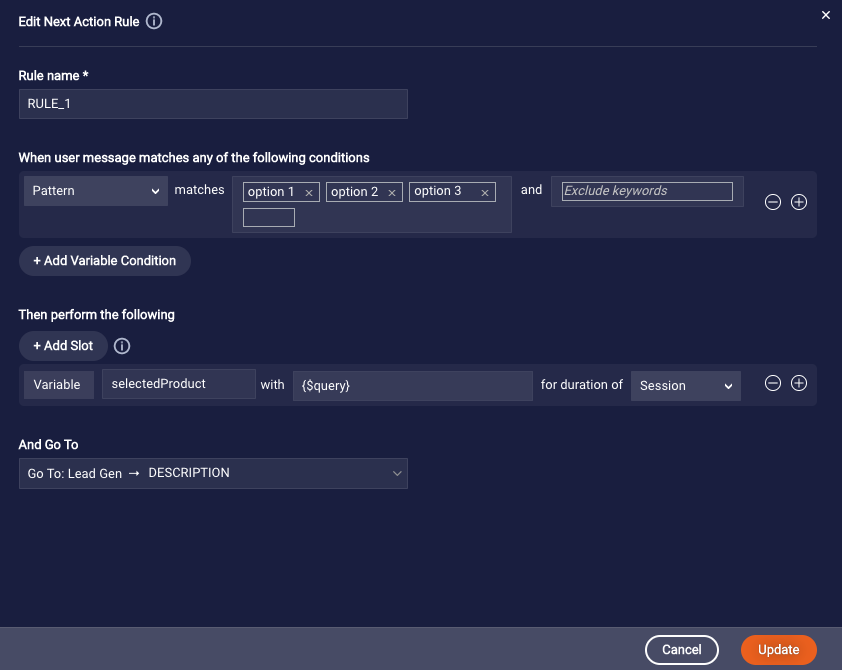 Edit Next Action Rule
Rule name *
RULE_1
When user message matches any of the following conditions
Pattern matches option 1 × option 2 × option 3 × and Exclude keywords
+ Add Variable Condition
Then perform the following
+ Add Slot
Variable selectedProduct with {$query} for duration of Session
And Go To
Go To: Lead Gen → DESCRIPTION
Cancel Update